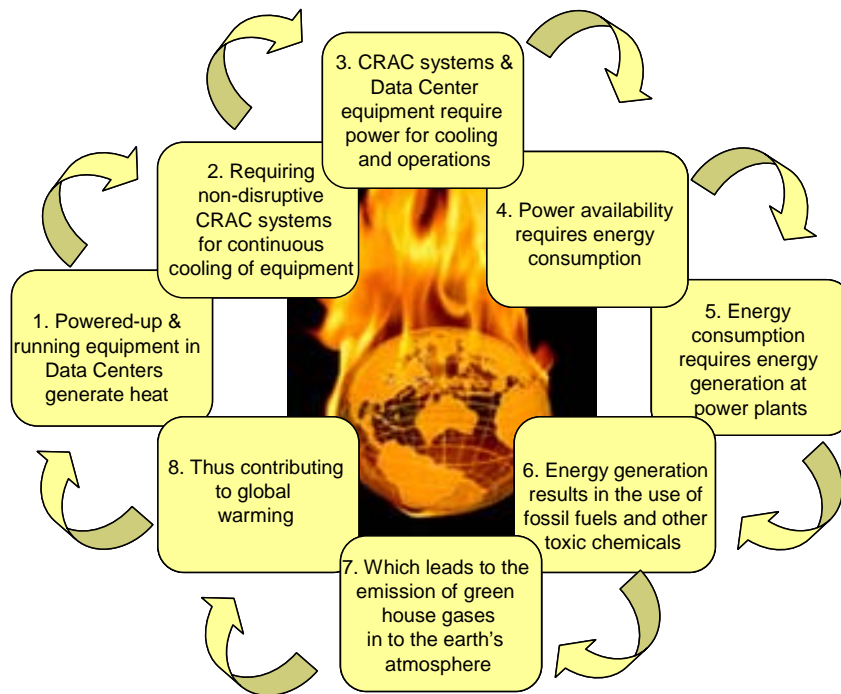 1. Powered-up &
running equipment in
Data Centers
generate heat
2. Requiring
non-disruptive
CRAC systems
for continuous
cooling of equipment
3. CRAC systems &
Data Center
equipment require
power for cooling
and operations
4. Power availability
requires energy
consumption
5. Energy
consumption
requires energy
generation at
power plants
6. Energy generation
results in the use of
fossil fuels and other
toxic chemicals
7. Which leads to the
emission of green
house gases
in to the earth's
atmosphere
8. Thus contributing
to global
warming